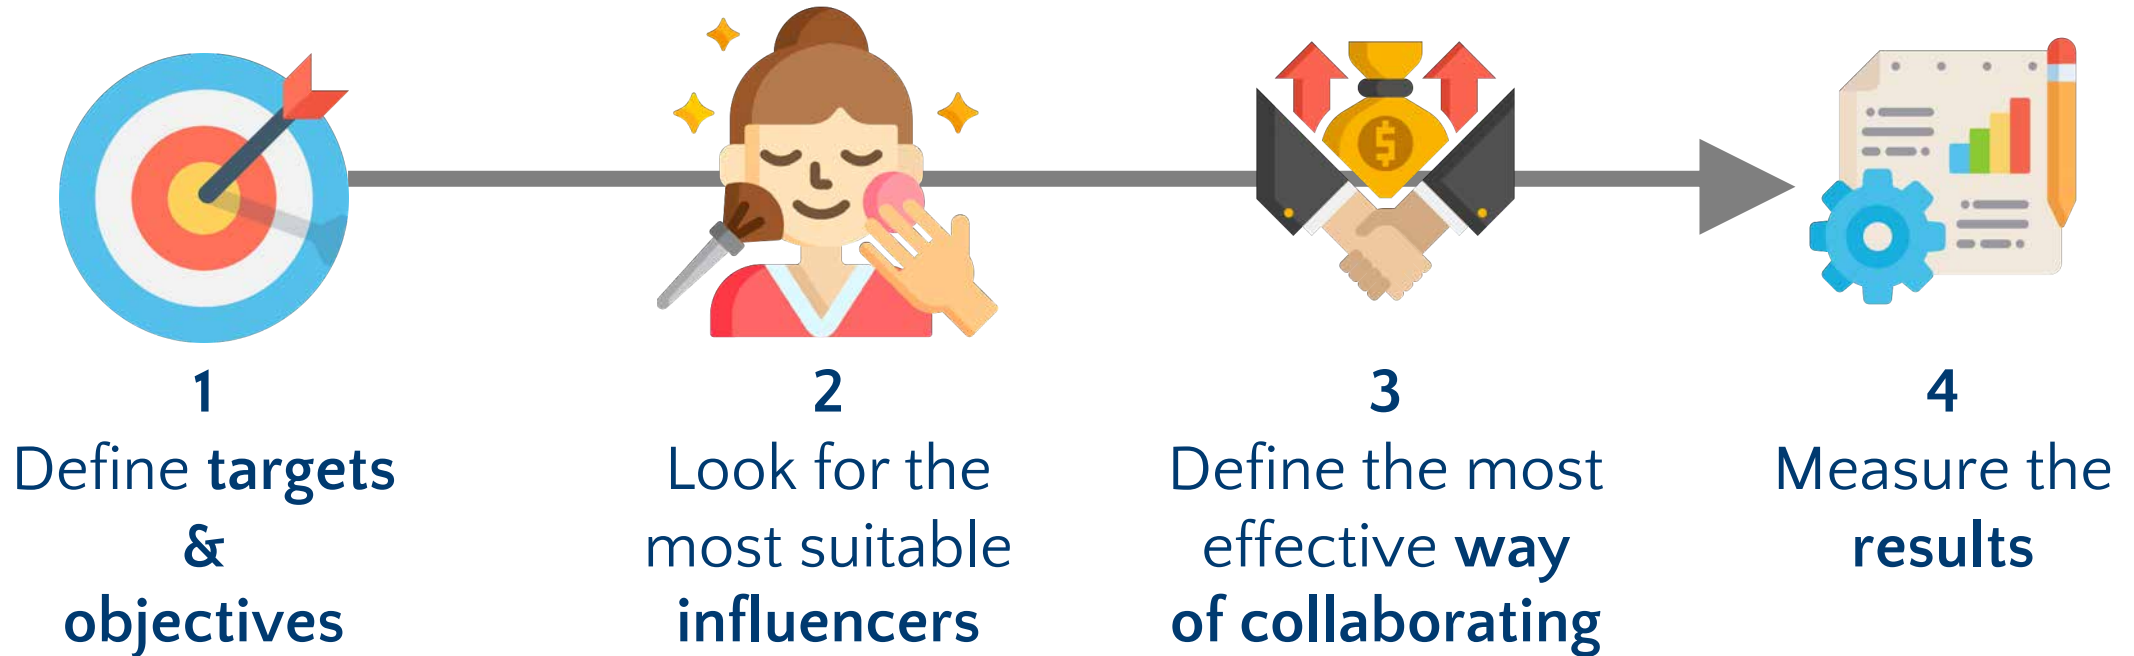 1
Define targets
&
objectives
2
Look for the
most suitable
influencers
3
Define the most
effective way
of collaborating
4
Measure the
results
$